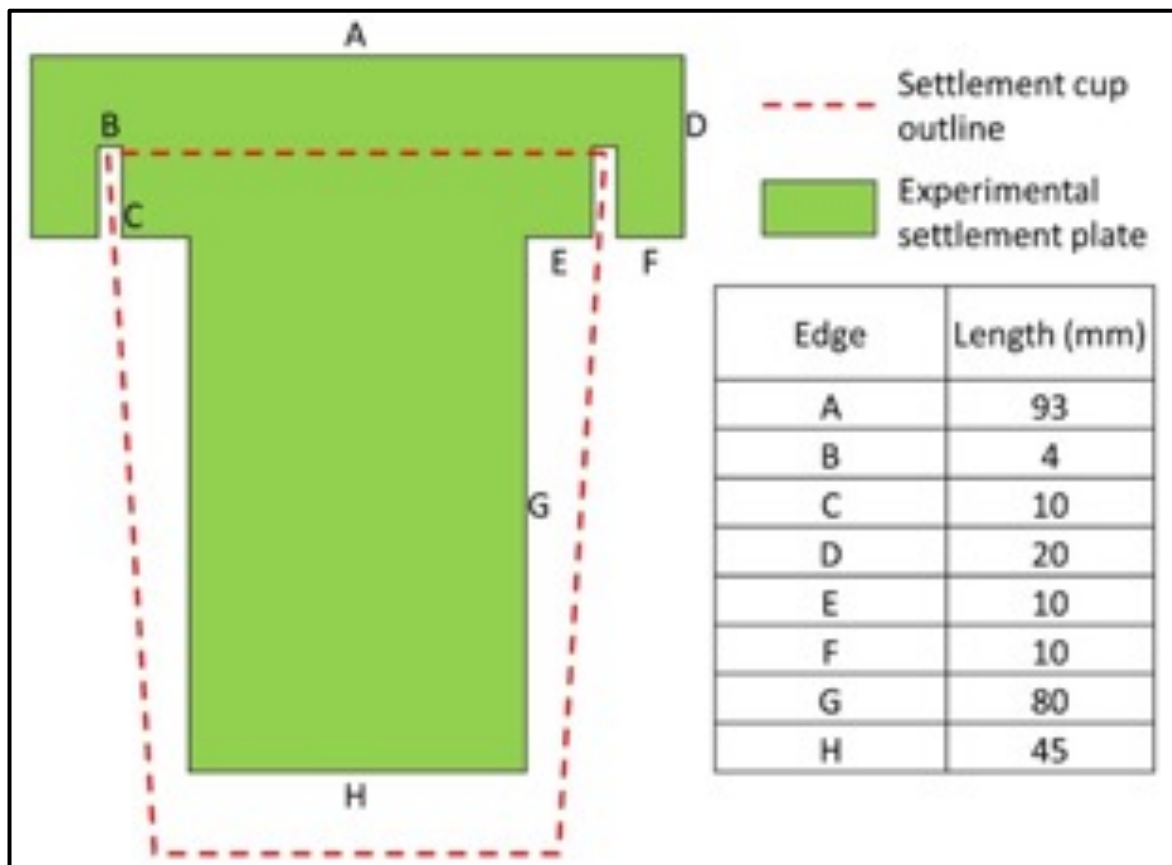 A
B
D
C
E
F
G
H
Settlement cup
outline
Experimental
settlement plate
Edge Length (mm)
A 93
B 4
C 10
D 20
E 10
F 10
G 80
H 45